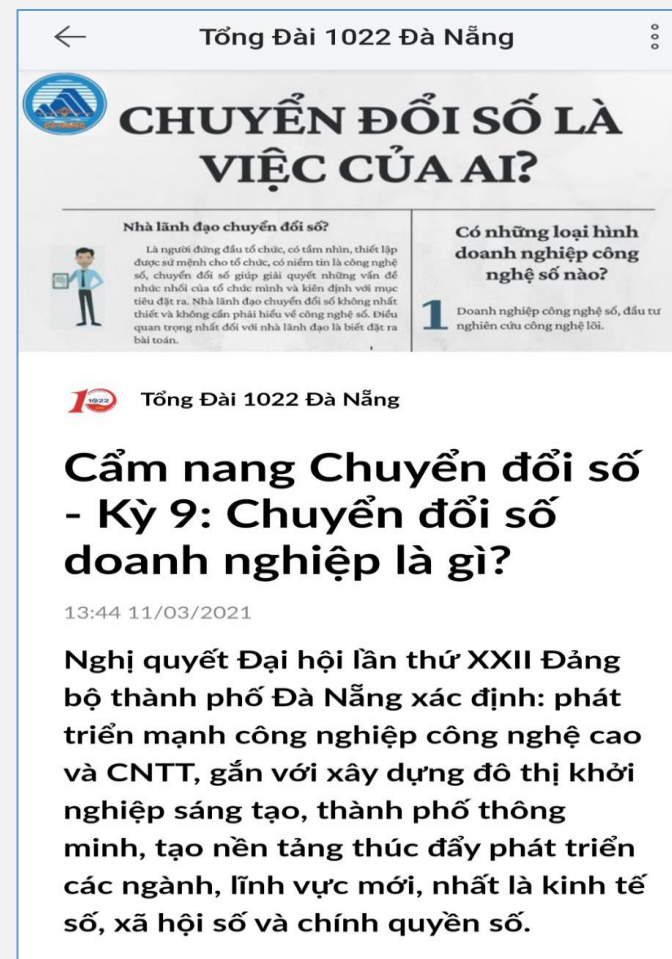 Tổng Đài 1022 Đà Nẵng
CHUYỂN ĐỔI SỐ LÀ
VIỆC CỦA AI?
Nhà lãnh đạo chuyển đổi số?
Là người đứng đầu tổ chức, có tầm nhìn, thiết lập
được sứ mệnh cho tổ chức, có niềm tin là công nghệ
số, chuyển đổi số giúp giải quyết những vấn đề
nhức nhối của tổ chức mình và kiên định với mục
tiêu đặt ra. Nhà lãnh đạo chuyển đổi số không nhất
thiết và không cần phải hiểu về công nghệ số. Điều
quan trọng nhất đối với nhà lãnh đạo là biết đặt ra
bài toán.
Có những loại hình
doanh nghiệp công
nghệ số nào?
1 Doanh nghiệp công nghệ số, đầu tư
nghiên cứu công nghệ lõi.
1022
Tổng Đài 1022 Đà Nẵng
Cẩm nang Chuyển đổi số
- Kỳ 9: Chuyển đổi số
doanh nghiệp là gì?
13:44 11/03/2021
Nghị quyết Đại hội lần thứ XXII Đảng
bộ thành phố Đà Nẵng xác định: phát
triển mạnh công nghiệp công nghệ cao
và CNTT, gắn với xây dựng đô thị khởi
nghiệp sáng tạo, thành phố thông
minh, tạo nền tảng thúc đẩy phát triển
các ngành, lĩnh vực mới, nhất là kinh tế
số, xã hội số và chính quyền số.